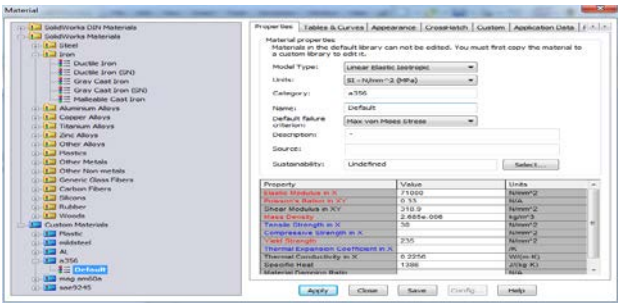 Material
SolidWorks DIN Materials
SolidWorks Materials
Steel
Iron
Ductile Iron
Ductile Iron (SN)
Gray Cast Iron
Gray Cast Iron (SN)
Malleable Cast Iron
Aluminium Alloys
Copper Alloys
Titanium Alloys
Zinc Alloys
Other Alloys
Plastics
Other Metals
Other Non-metals
Generic Glass Fibers
Carbon Fibers
Silicons
Rubber
Woods
Custom Materials
Plastic
mildsteel
AL
a356
Default
mag am60a
sae9245
Properties Tables & Curves Appearance CrossHatch Custom Application Data F
Material properties
Materials in the default library can not be edited. You must first copy the material to
a custom library to edit it.
Model Type: Linear Elastic Isotropic
Units: SI - N/mm^2 (MPa)
Category: a356
Name: Default
Default failure
criterion: Max von Mises Stress
Description: -
Source:
Sustainability: Undefined Select...
Property Value Units
Elastic Modulus in X 71000 N/mm^2
Poisson's Ratio in XY 0.33 N/A
Shear Modulus in XY 318.9 N/mm^2
Mass Density 2.685e-006 kg/m^3
Tensile Strength in X 30 N/mm^2
Compressive Strength in X N/mm^2
Yield Strength 235 N/mm^2
Thermal Expansion Coefficient in X /K
Thermal Conductivity in X 0.2256 W/(m·K)
Specific Heat 1386 J/(kg·K)
Material Damping Ratio N/A
Apply Close Save Config... Help